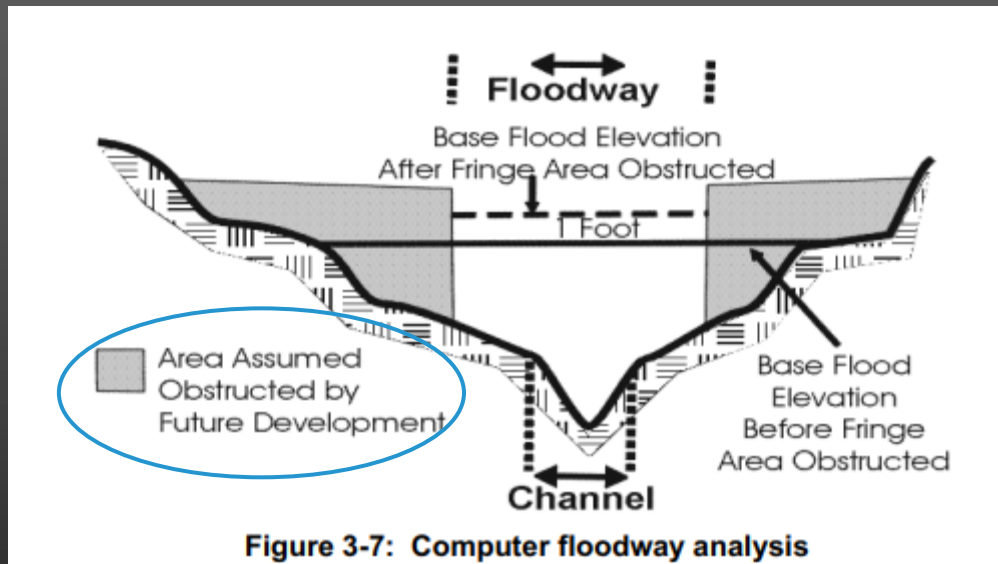 Floodway
Base Flood Elevation
After Fringe Area Obstructed
1 Foot
Area Assumed
Obstructed by
Future Development
Base Flood
Elevation
Before Fringe
Area Obstructed
Channel
Figure 3-7: Computer floodway analysis